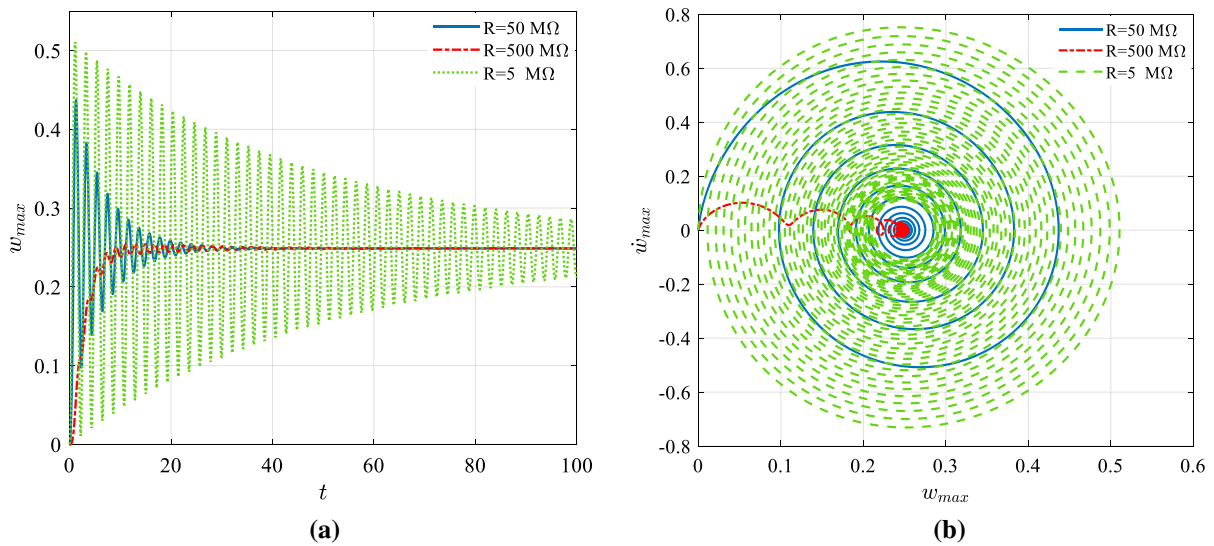 R=50 MΩ
R=500 MΩ
R=5 MΩ
0.5
0.4
0.3
0.2
0.1
0
w_max
0 20 40 60 80 100
t
(a)
R=50 MΩ
R=500 MΩ
R=5 MΩ
0.8
0.6
0.4
0.2
0
-0.2
-0.4
-0.6
-0.8
ẇ_max
0 0.1 0.2 0.3 0.4 0.5 0.6
w_max
(b)